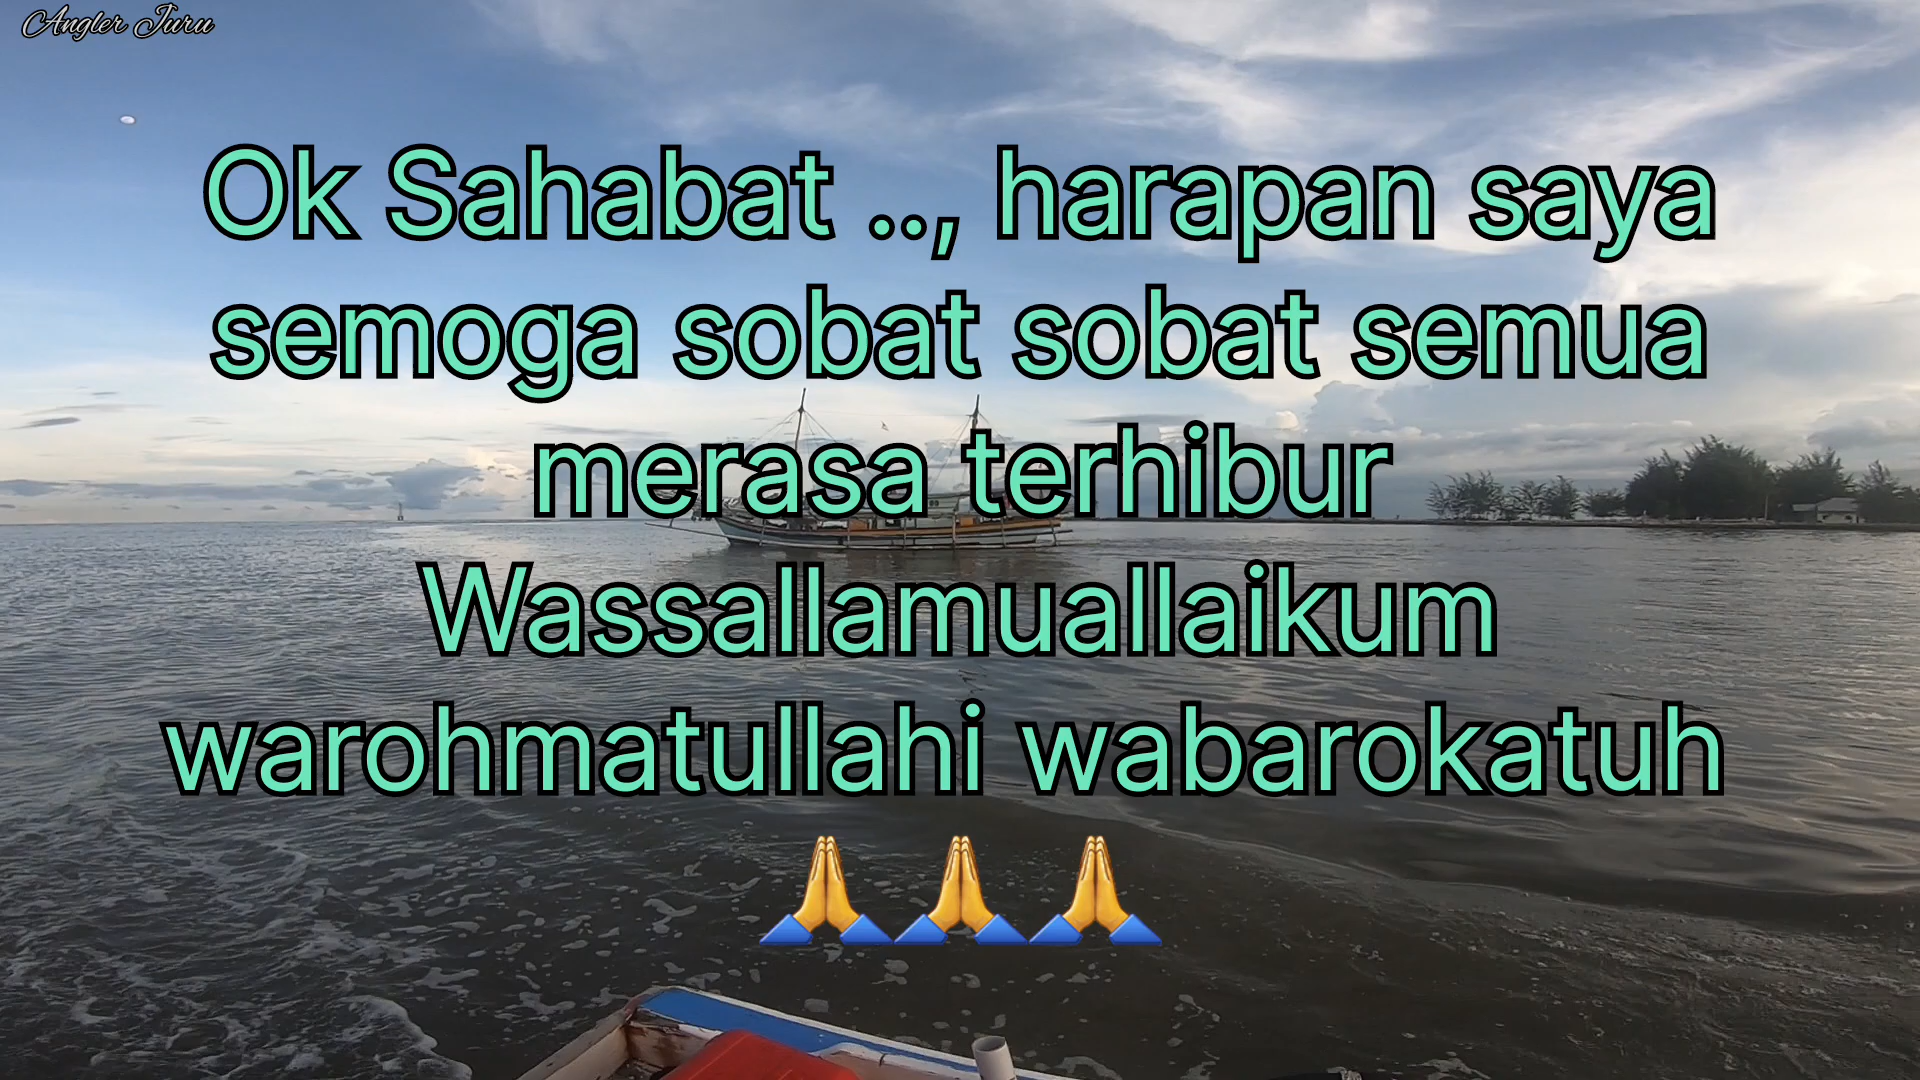 Angler Juru
Ok Sahabat .., harapan saya
semoga sobat sobat semua
merasa terhibur
Wassallamuallaikum
warohmatullahi wabarokatuh
🙏🙏🙏